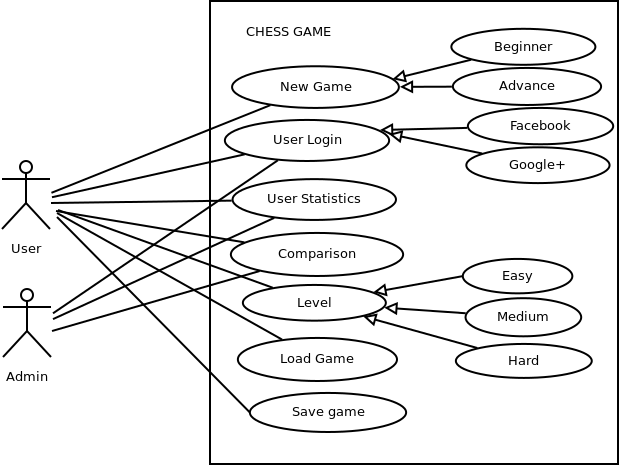 CHESS GAME
Beginner
New Game
Advance
Facebook
User Login
Google+
User Statistics
User
Comparison
Easy
Level
Medium
Load Game
Hard
Admin
Save game